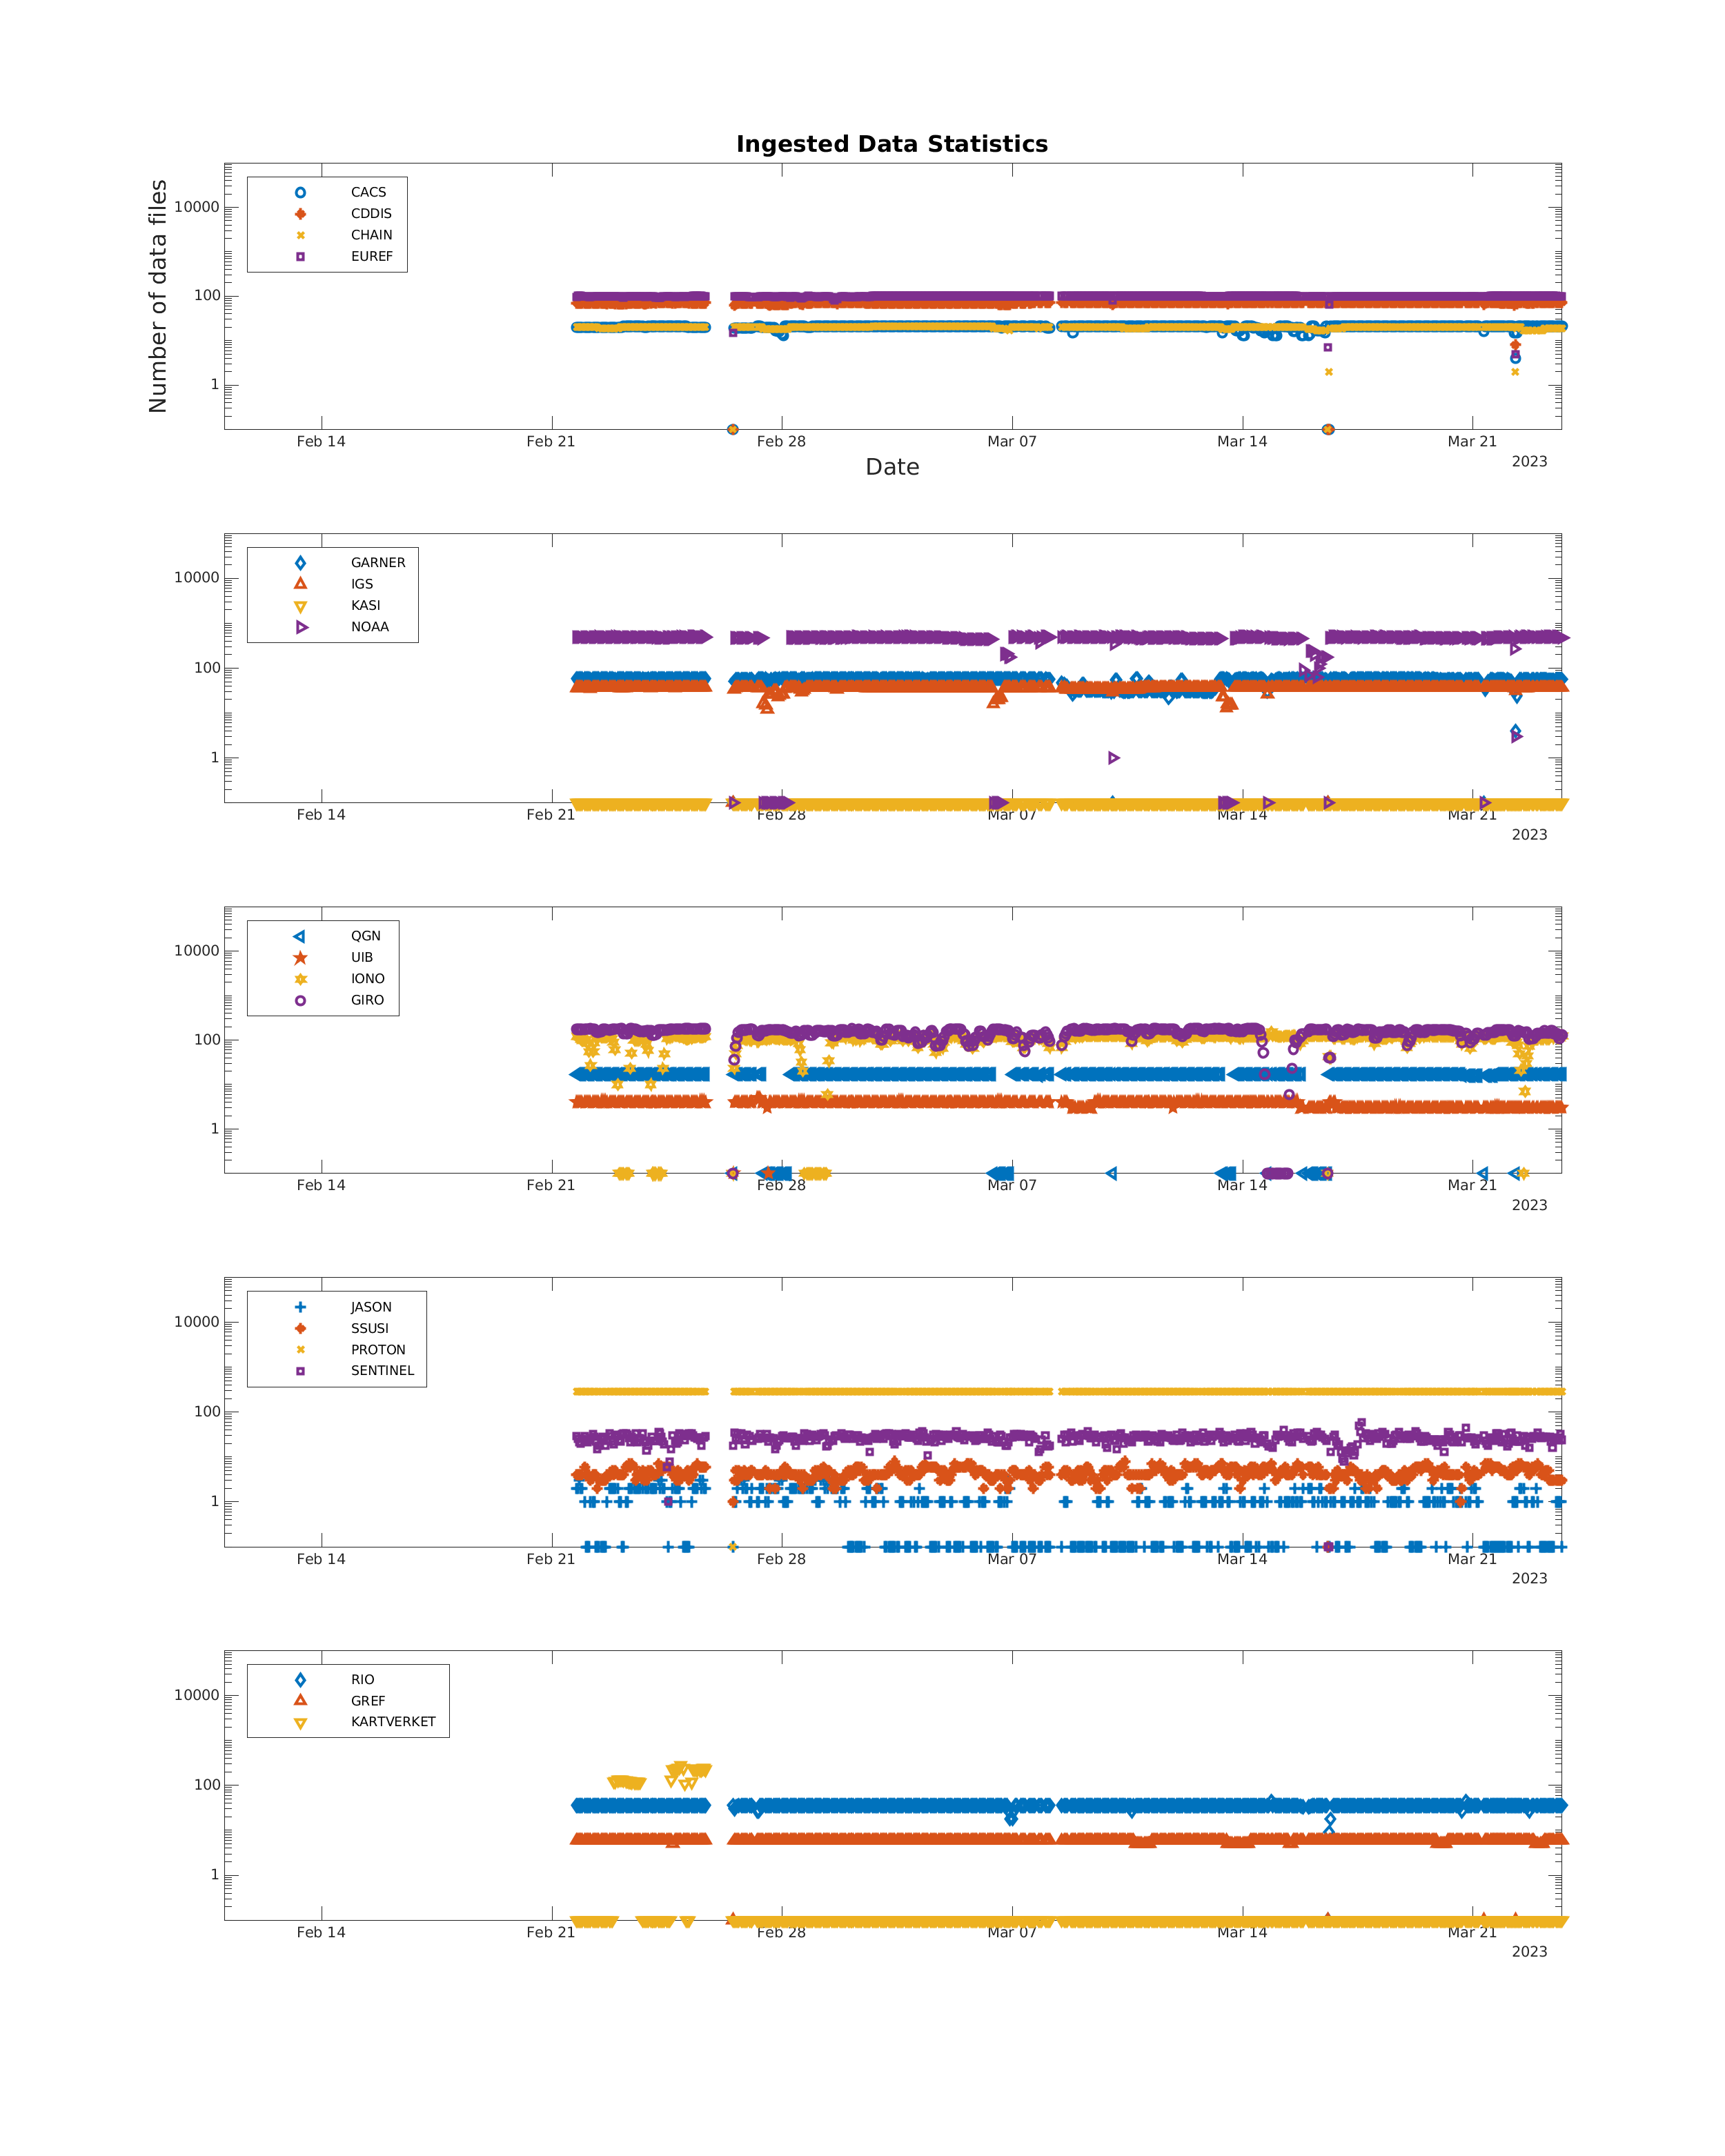 Ingested Data Statistics
Number of data files
10000
100
1
CACS
CDDIS
CHAIN
EUREF
Feb 14 Feb 21 Feb 28 Mar 07 Mar 14 Mar 21
2023
Date
10000
100
1
GARNER
IGS
KASI
NOAA
Feb 14 Feb 21 Feb 28 Mar 07 Mar 14 Mar 21
2023
10000
100
1
QGN
UIB
IONO
GIRO
Feb 14 Feb 21 Feb 28 Mar 07 Mar 14 Mar 21
2023
10000
100
1
JASON
SSUSI
PROTON
SENTINEL
Feb 14 Feb 21 Feb 28 Mar 07 Mar 14 Mar 21
2023
10000
100
1
RIO
GREF
KARTVERKET
Feb 14 Feb 21 Feb 28 Mar 07 Mar 14 Mar 21
2023